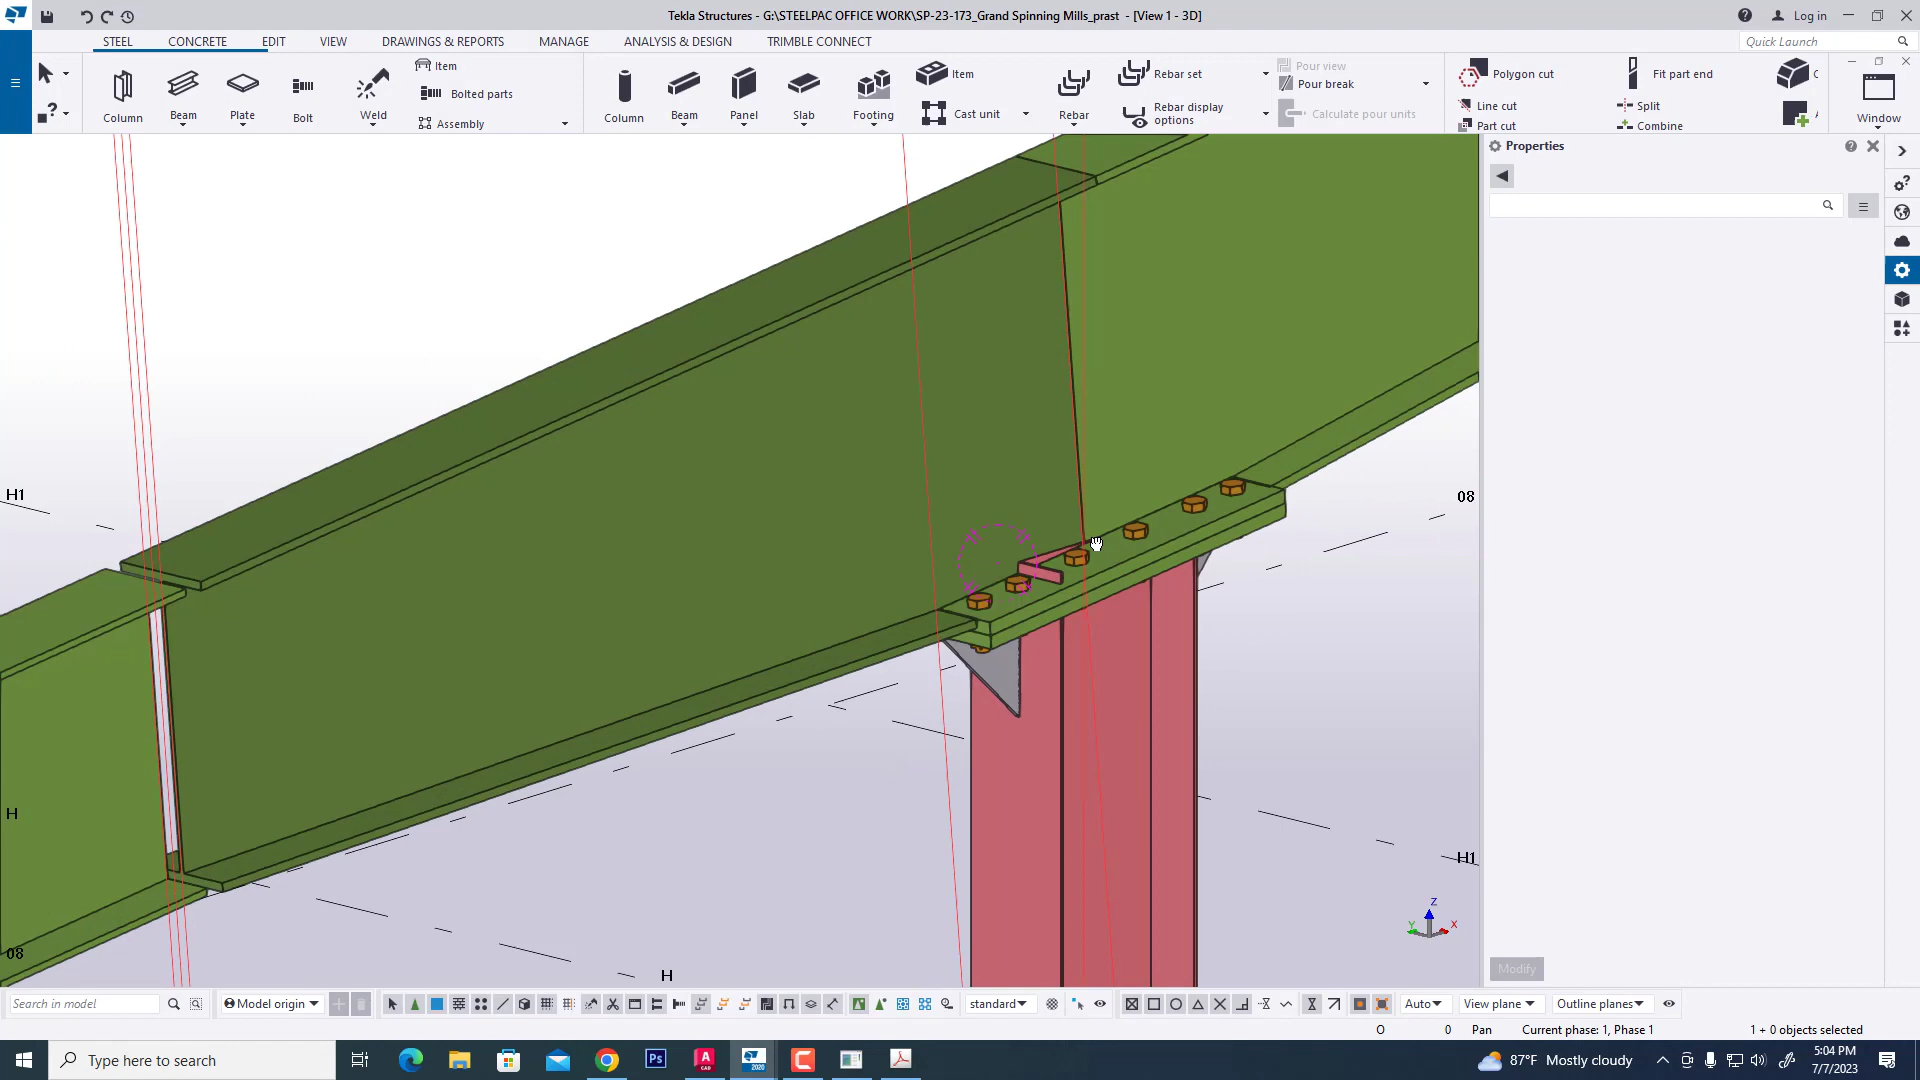 Tekla Structures - G:\STEELPAC OFFICE WORK\SP-23-173_Grand Spinning Mills_prast - [View 1 - 3D]
Log in
STEEL CONCRETE EDIT VIEW DRAWINGS & REPORTS MANAGE ANALYSIS & DESIGN TRIMBLE CONNECT
Quick Launch
Column Beam Plate Bolt Weld
Item
Bolted parts
Assembly
Column Beam Panel Slab Footing
Item
Cast unit
Rebar
Rebar set
Rebar display options
Pour view
Pour break
Calculate pour units
Polygon cut
Line cut
Part cut
Fit part end
Split
Combine
Window
Properties
H1
08
H
H1
08
H
Z
Y
X
Modify
Search in model
Model origin
standard
Auto
View plane
Outline planes
O 0 Pan Current phase: 1, Phase 1 1 + 0 objects selected
Type here to search
87°F Mostly cloudy
5:04 PM
7/7/2023